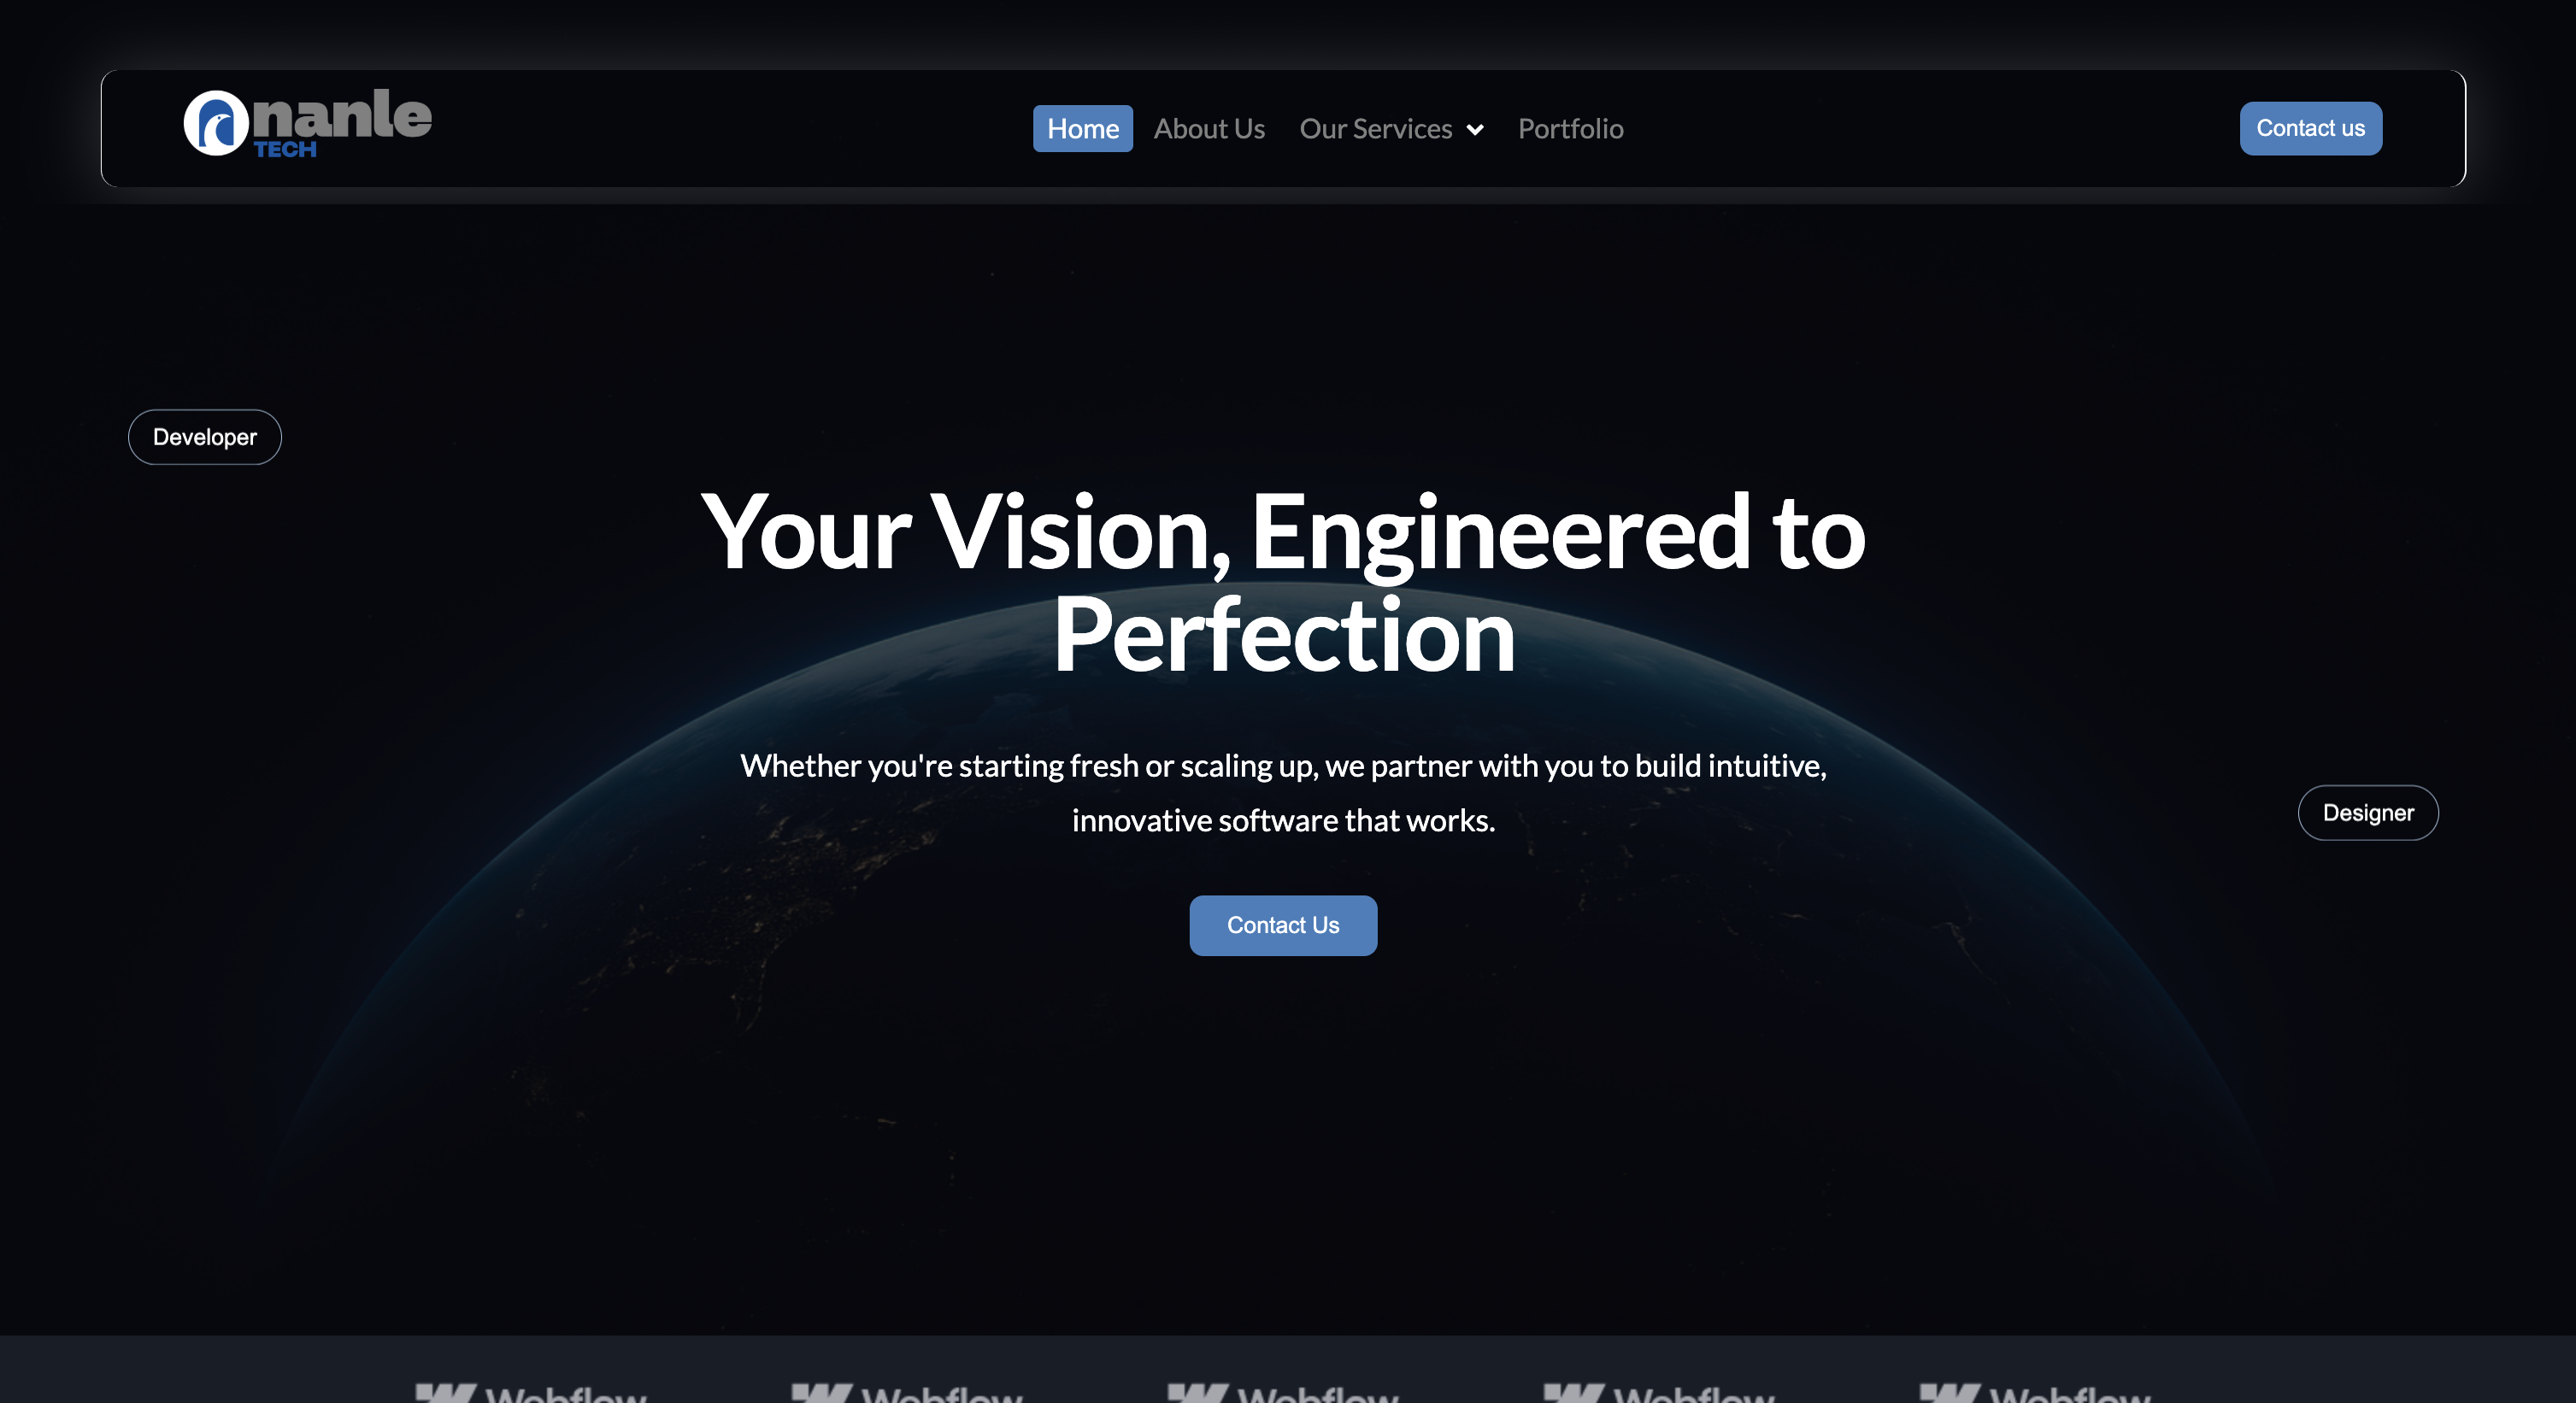 nanle
TECH
Home
About Us
Our Services
Portfolio
Contact us
Developer
Your Vision, Engineered to
Perfection
Whether you're starting fresh or scaling up, we partner with you to build intuitive,
innovative software that works.
Designer
Contact Us
Webflow
Webflow
Webflow
Webflow
Webflow